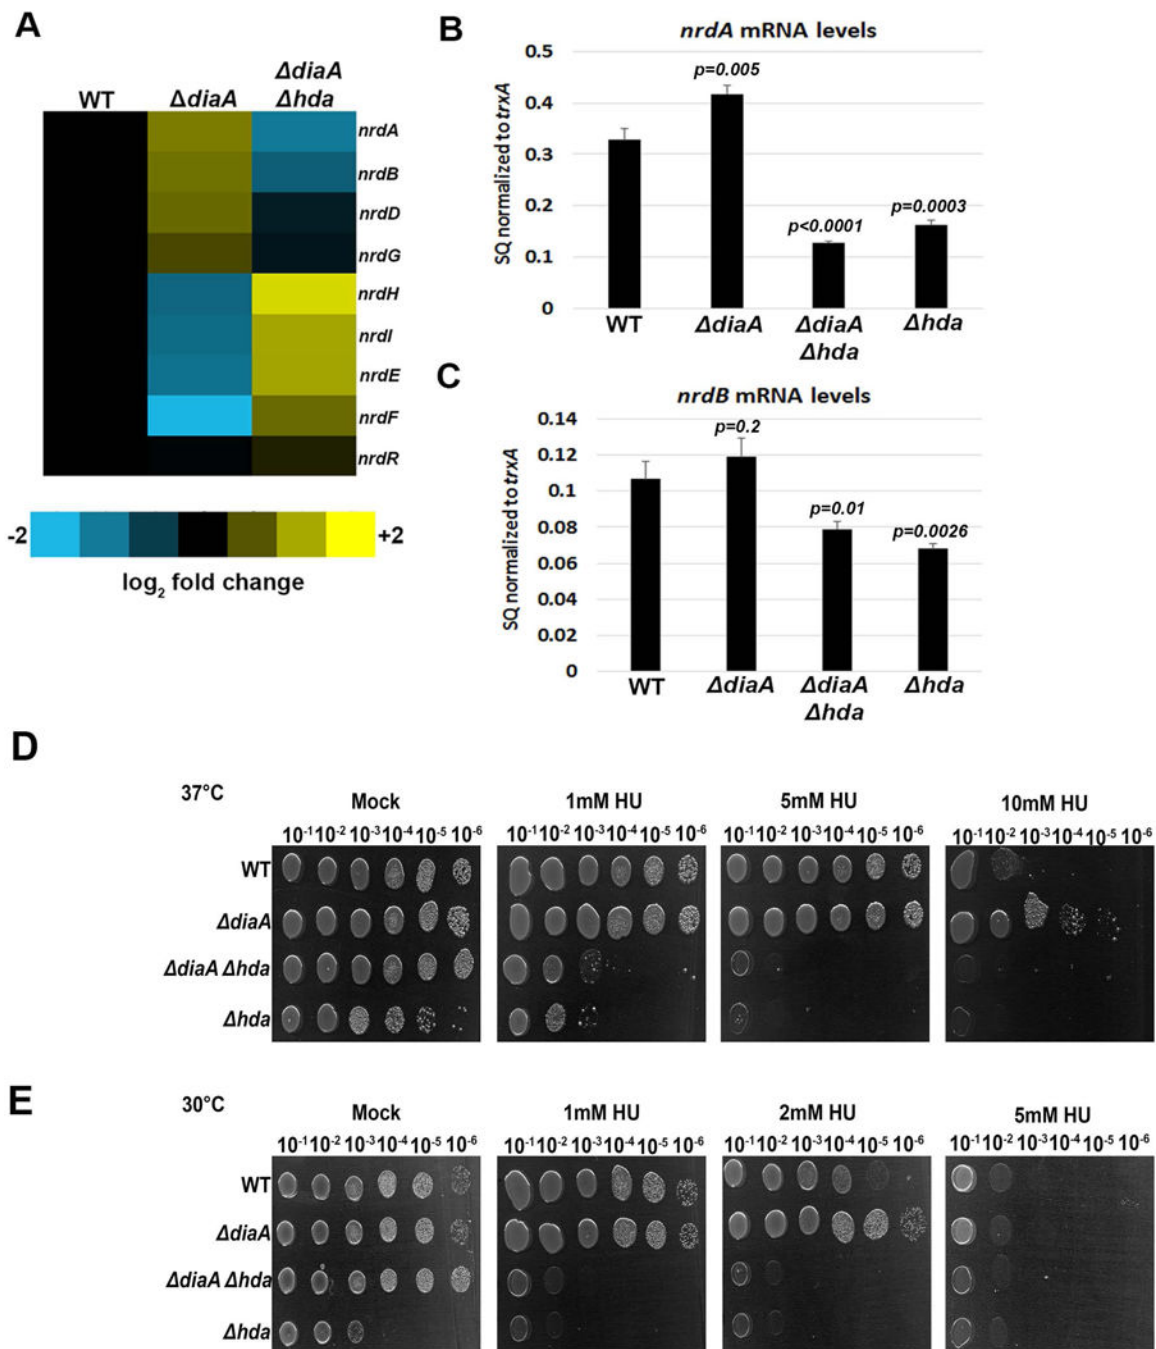 A
WT ΔdiaA ΔdiaA
Δhda
nrdA
nrdB
nrdD
nrdG
nrdH
nrdI
nrdE
nrdF
nrdR
-2 +2
log2 fold change
B
nrdA mRNA levels
SQ normalized to trxA
0.5
0.4
0.3
0.2
0.1
0
p=0.005
p<0.0001
p=0.0003
WT ΔdiaA ΔdiaA Δhda
Δhda
C
nrdB mRNA levels
SQ normalized to trxA
0.14
0.12
0.1
0.08
0.06
0.04
0.02
0
p=0.2
p=0.01
p=0.0026
WT ΔdiaA ΔdiaA Δhda
Δhda
D
37°C
Mock 1mM HU 5mM HU 10mM HU
10-1 10-2 10-3 10-4 10-5 10-6 10-1 10-2 10-3 10-4 10-5 10-6 10-1 10-2 10-3 10-4 10-5 10-6 10-1 10-2 10-3 10-4 10-5 10-6
WT
ΔdiaA
ΔdiaA Δhda
Δhda
E
30°C
Mock 1mM HU 2mM HU 5mM HU
10-1 10-2 10-3 10-4 10-5 10-6 10-1 10-2 10-3 10-4 10-5 10-6 10-1 10-2 10-3 10-4 10-5 10-6 10-1 10-2 10-3 10-4 10-5 10-6
WT
ΔdiaA
ΔdiaA Δhda
Δhda